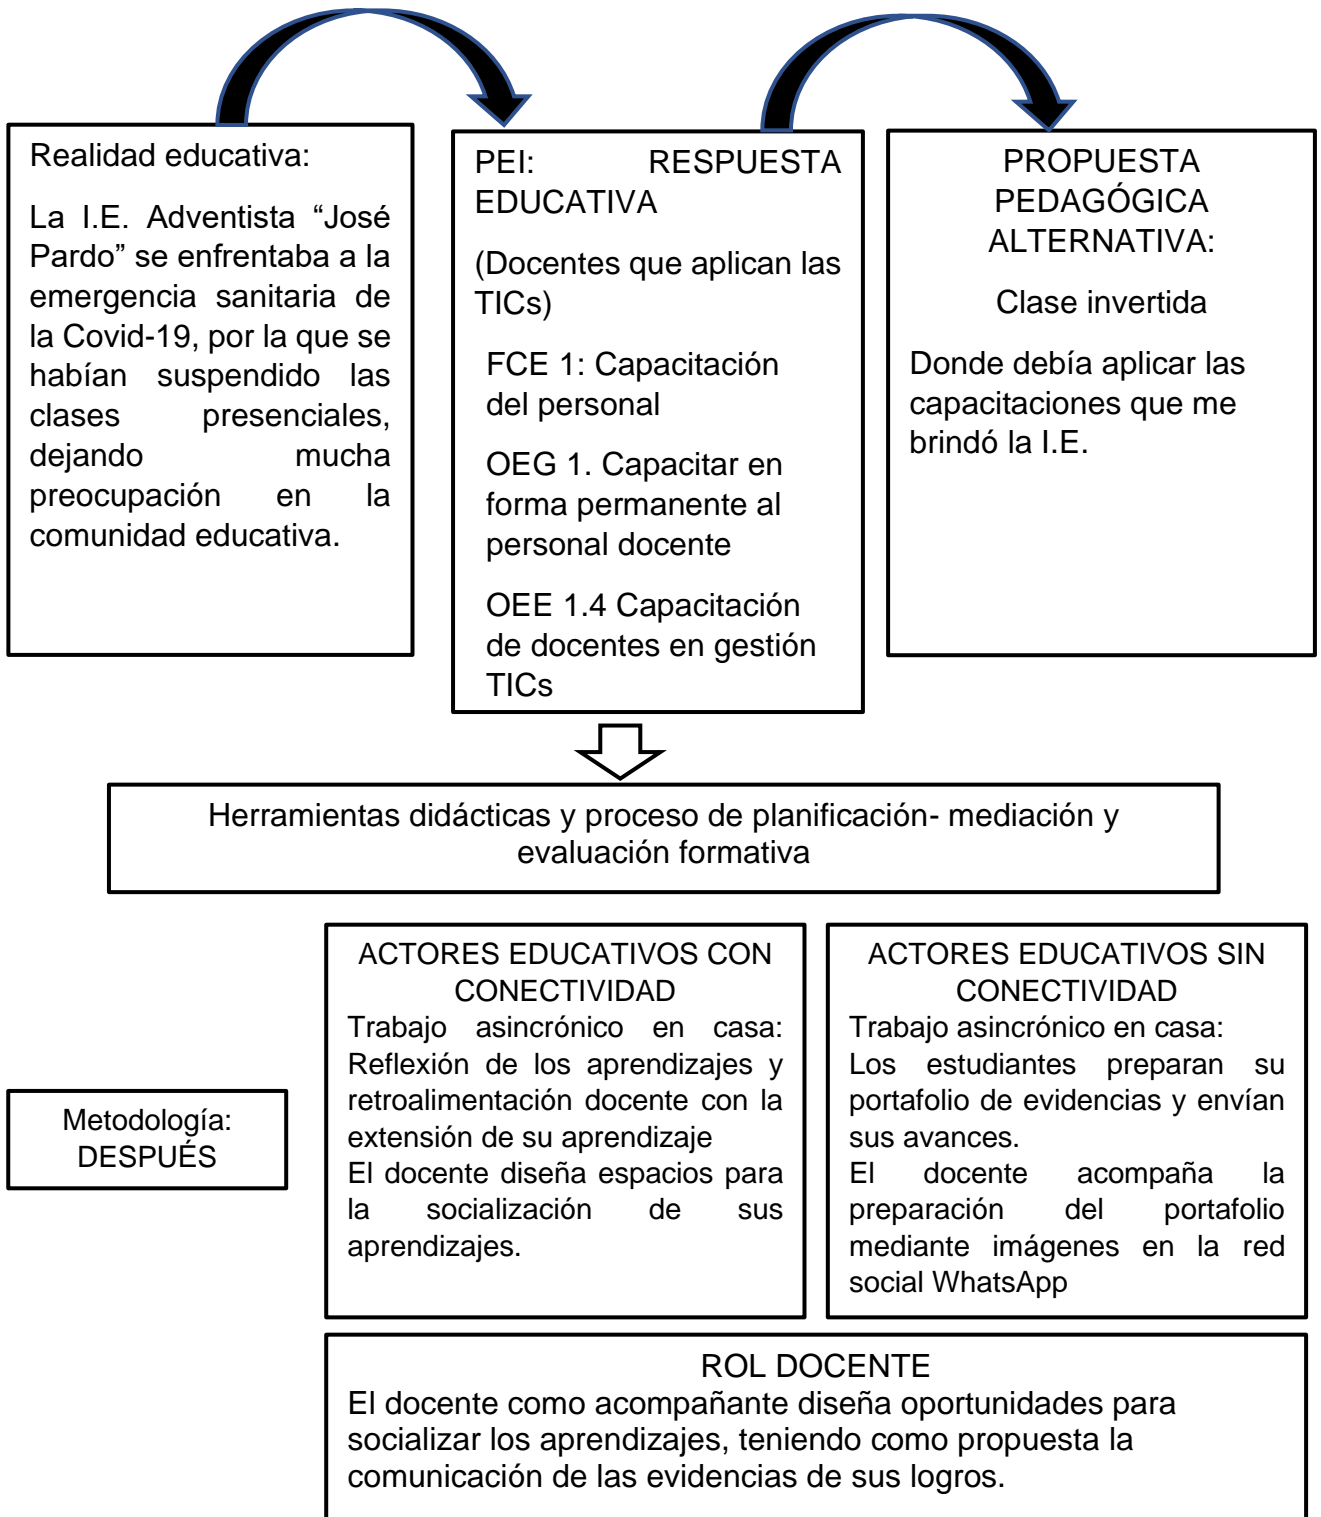 Realidad educativa:
La I.E. Adventista “José
Pardo” se enfrentaba a la
emergencia sanitaria de
la Covid-19, por la que se
habían suspendido las
clases presenciales,
dejando mucha
preocupación en la
comunidad educativa.
PEI: RESPUESTA
EDUCATIVA
(Docentes que aplican las
TICs)
FCE 1: Capacitación
del personal
OEG 1. Capacitar en
forma permanente al
personal docente
OEE 1.4 Capacitación
de docentes en gestión
TICs
PROPUESTA
PEDAGÓGICA
ALTERNATIVA:
Clase invertida
Donde debía aplicar las
capacitaciones que me
brindó la I.E.
Herramientas didácticas y proceso de planificación- mediación y
evaluación formativa
Metodología:
DESPUÉS
ACTORES EDUCATIVOS CON
CONECTIVIDAD
Trabajo asincrónico en casa:
Reflexión de los aprendizajes y
retroalimentación docente con la
extensión de su aprendizaje
El docente diseña espacios para
la socialización de sus
aprendizajes.
ACTORES EDUCATIVOS SIN
CONECTIVIDAD
Trabajo asincrónico en casa:
Los estudiantes preparan su
portafolio de evidencias y envían
sus avances.
El docente acompaña la
preparación del portafolio
mediante imágenes en la red
social WhatsApp
ROL DOCENTE
El docente como acompañante diseña oportunidades para
socializar los aprendizajes, teniendo como propuesta la
comunicación de las evidencias de sus logros.